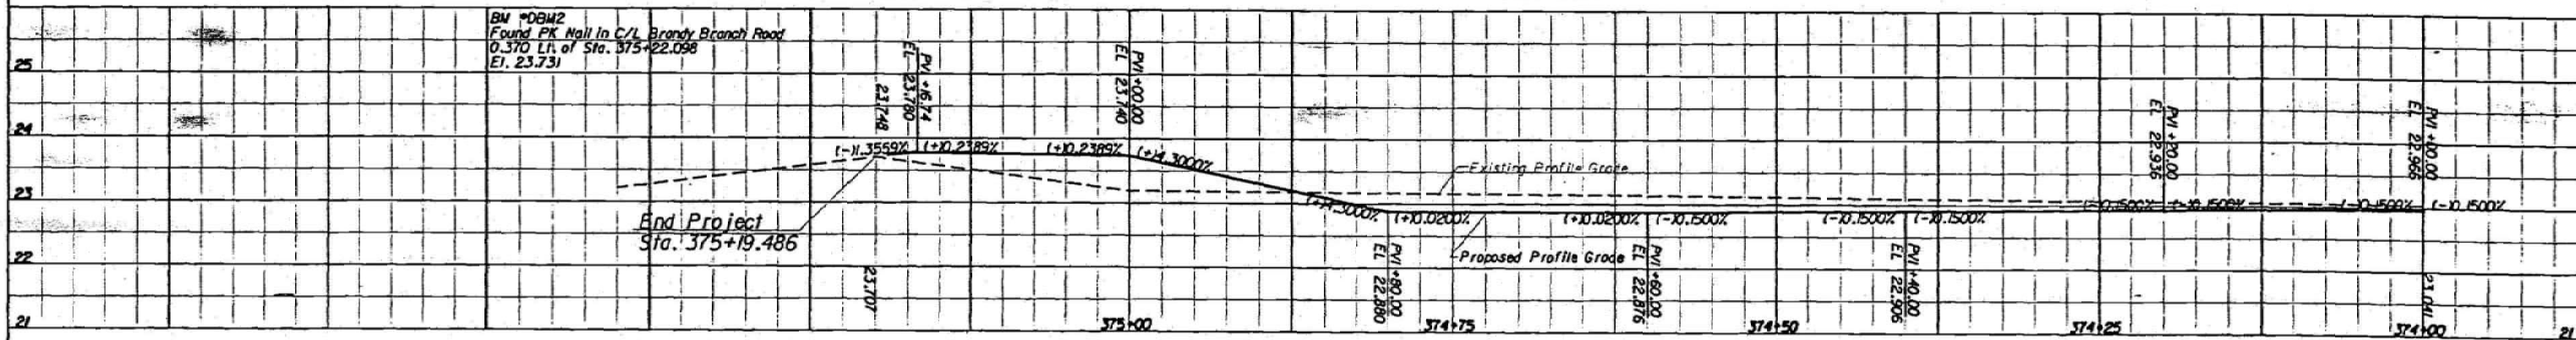 BM #DBM2
Found PK Nail in C/L Brandy Branch Road
0.370 Lt. of Sta. 375+22.098
El. 23.731
25
24
23
22
21
23.748
PVI +16.74
EL 23.780
PVI +00.00
EL 23.740
PVI +20.00
EL 22.936
PVI +00.00
EL 22.966
(-)1.3559%
(+)0.2389%
(+)0.2389%
(+)4.3000%
Existing Profile Grade
(+)4.3000%
(+)0.0200%
(+)0.0200%
(-)0.1500%
(-)0.1500%
(-)0.1500%
(-)0.1500%
(-)0.1500%
(-)0.1500%
(-)0.1500%
End Project
Sta. 375+19.486
Proposed Profile Grade
PVI +80.00
EL 22.880
PVI +60.00
EL 22.876
PVI +40.00
EL 22.906
23.707
23.041
375+00
374+75
374+50
374+25
374+00
21